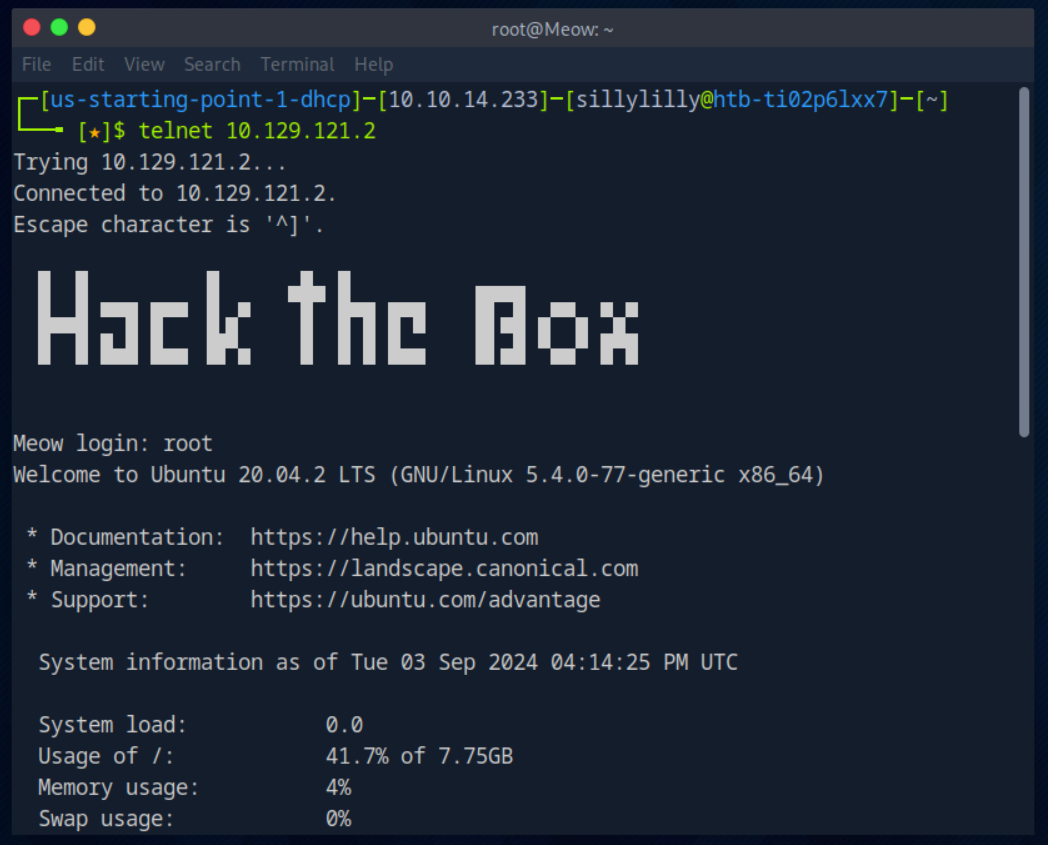 root@Meow: ~
File Edit View Search Terminal Help
┌─[us-starting-point-1-dhcp]─[10.10.14.233]─[sillylilly@htb-ti02p6lxx7]─[~]
└──╼ [★]$ telnet 10.129.121.2
Trying 10.129.121.2...
Connected to 10.129.121.2.
Escape character is '^]'.
Hack The Box
Meow login: root
Welcome to Ubuntu 20.04.2 LTS (GNU/Linux 5.4.0-77-generic x86_64)
* Documentation: https://help.ubuntu.com
* Management: https://landscape.canonical.com
* Support: https://ubuntu.com/advantage
System information as of Tue 03 Sep 2024 04:14:25 PM UTC
System load: 0.0
Usage of /: 41.7% of 7.75GB
Memory usage: 4%
Swap usage: 0%